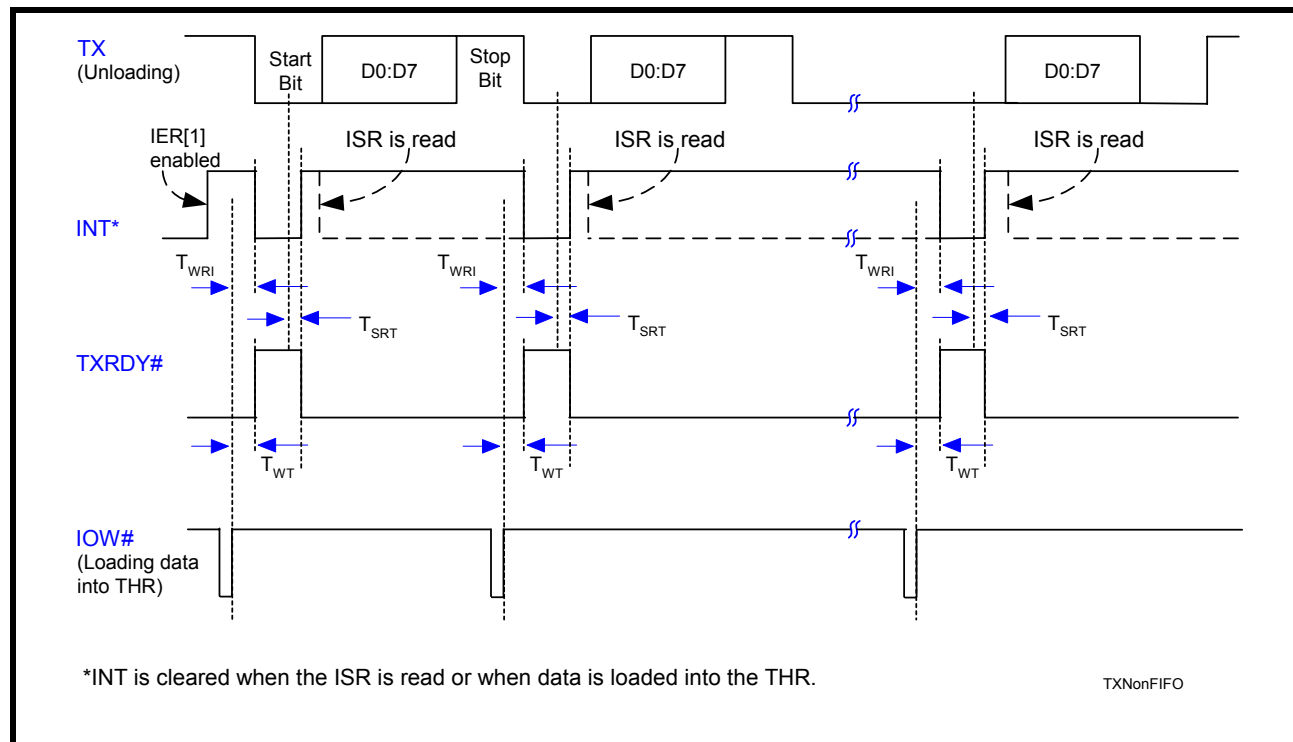 TX
(Unloading)
Start
Bit
D0:D7
Stop
Bit
D0:D7
D0:D7
IER[1]
enabled
ISR is read
ISR is read
ISR is read
INT*
TWRI
TWRI
TWRI
TSRT
TSRT
TSRT
TXRDY#
TWT
TWT
TWT
IOW#
(Loading data
into THR)
*INT is cleared when the ISR is read or when data is loaded into the THR.
TXNonFIFO